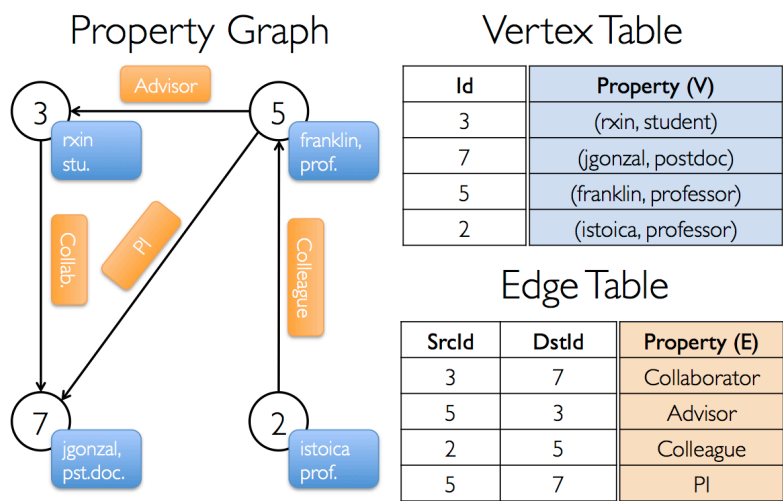 Property Graph
Advisor
3
5
rxin
stu.
franklin,
prof.
Collab.
PI
Colleague
7
2
jgonzal,
pst.doc.
istoica
prof.
Vertex Table
Id Property (V)
3 (rxin, student)
7 (jgonzal, postdoc)
5 (franklin, professor)
2 (istoica, professor)
Edge Table
SrcId DstId Property (E)
3 7 Collaborator
5 3 Advisor
2 5 Colleague
5 7 PI